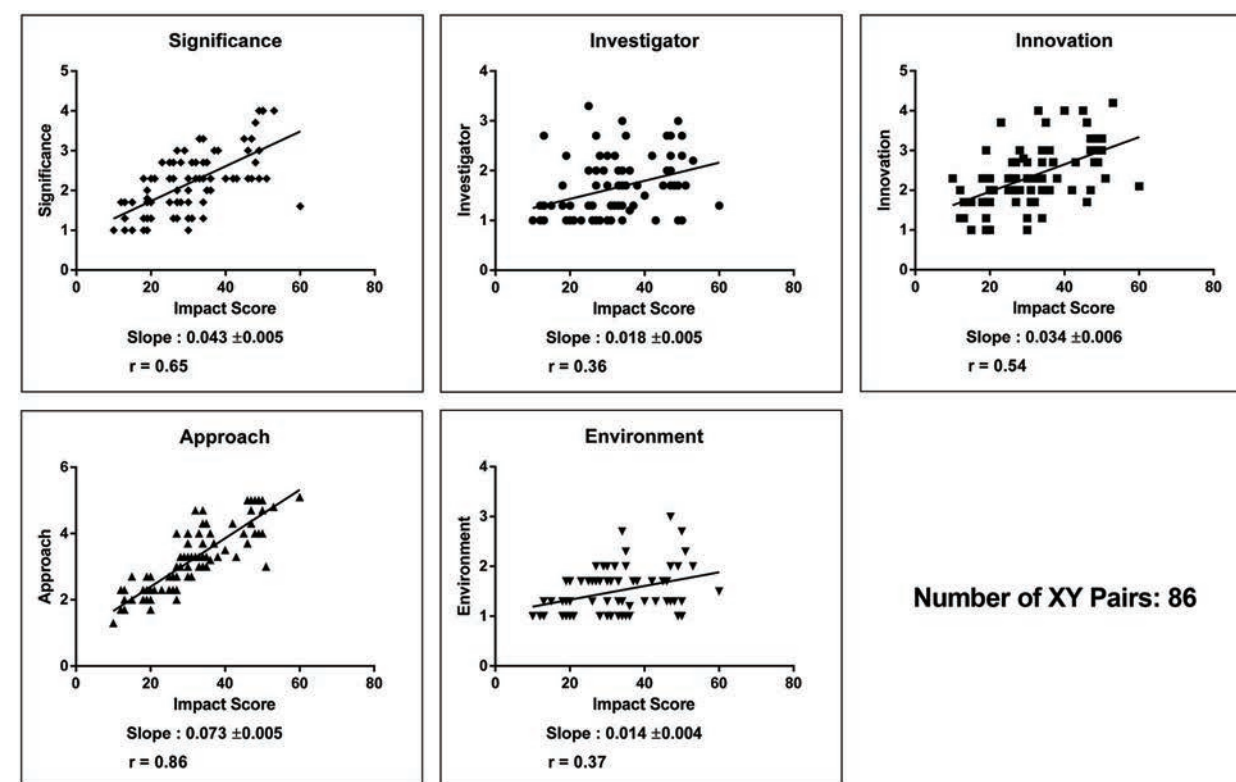 Significance
5
4
3
2
1
0
Significance
0 20 40 60 80
Impact Score
Slope : 0.043 ±0.005
r = 0.65
Investigator
4
3
2
1
0
Investigator
0 20 40 60 80
Impact Score
Slope : 0.018 ±0.005
r = 0.36
Innovation
5
4
3
2
1
0
Innovation
0 20 40 60 80
Impact Score
Slope : 0.034 ±0.006
r = 0.54
Approach
6
4
2
0
Approach
0 20 40 60 80
Impact Score
Slope : 0.073 ±0.005
r = 0.86
Environment
4
3
2
1
0
Environment
0 20 40 60 80
Impact Score
Slope : 0.014 ±0.004
r = 0.37
Number of XY Pairs: 86